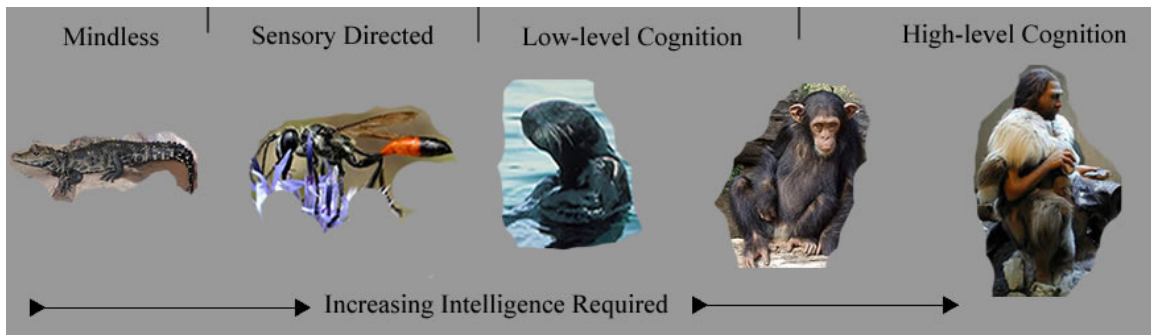 Mindless
Sensory Directed
Low-level Cognition
High-level Cognition
Increasing Intelligence Required